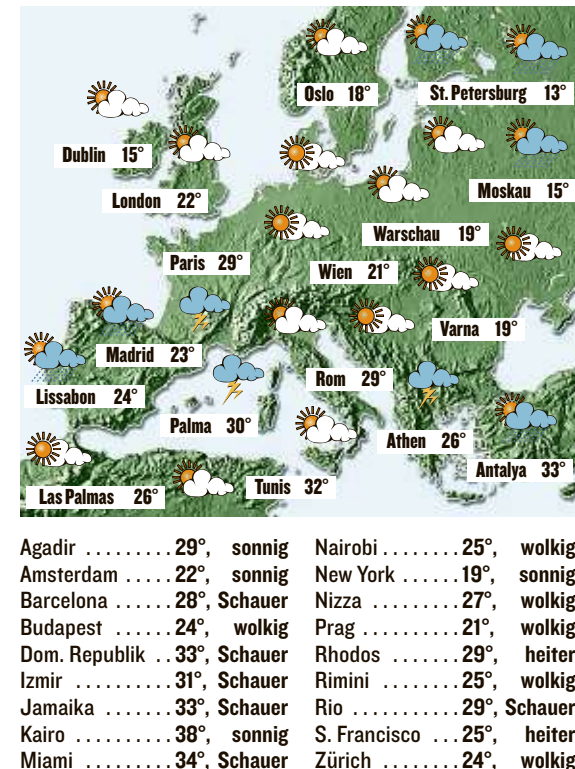 Oslo 18°
St. Petersburg 13°
Dublin 15°
London 22°
Moskau 15°
Warschau 19°
Paris 29°
Wien 21°
Varna 19°
Madrid 23°
Rom 29°
Lissabon 24°
Palma 30°
Athen 26°
Antalya 33°
Las Palmas 26°
Tunis 32°
Agadir ......... 29°, sonnig
Amsterdam ...... 22°, sonnig
Barcelona ...... 28°, Schauer
Budapest ...... 24°, wolkig
Dom. Republik .. 33°, Schauer
Izmir .......... 31°, Schauer
Jamaika ........ 33°, Schauer
Kairo .......... 38°, sonnig
Miami ......... 34°, Schauer
Nairobi ........ 25°, wolkig
New York ...... 19°, sonnig
Nizza ......... 27°, wolkig
Prag .......... 21°, wolkig
Rhodos ....... 29°, heiter
Rimini ........ 25°, wolkig
Rio ........... 29°, Schauer
S. Francisco ... 25°, heiter
Zürich ........ 24°, wolkig